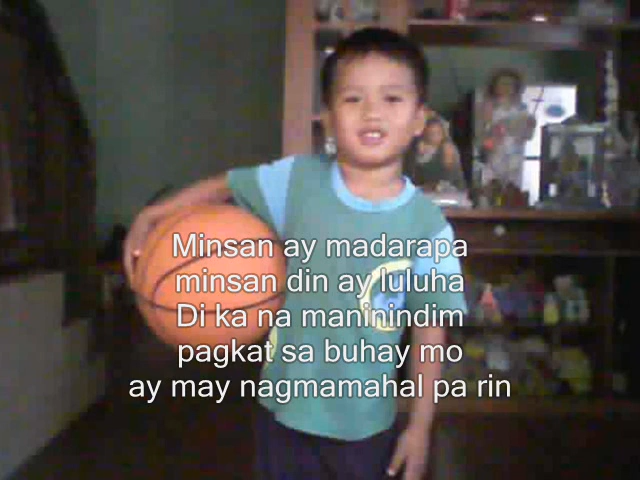 Minsan ay madarapa
minsan din ay luluha
Di ka na maninindim
pagkat sa buhay mo
ay may nagmamahal pa rin